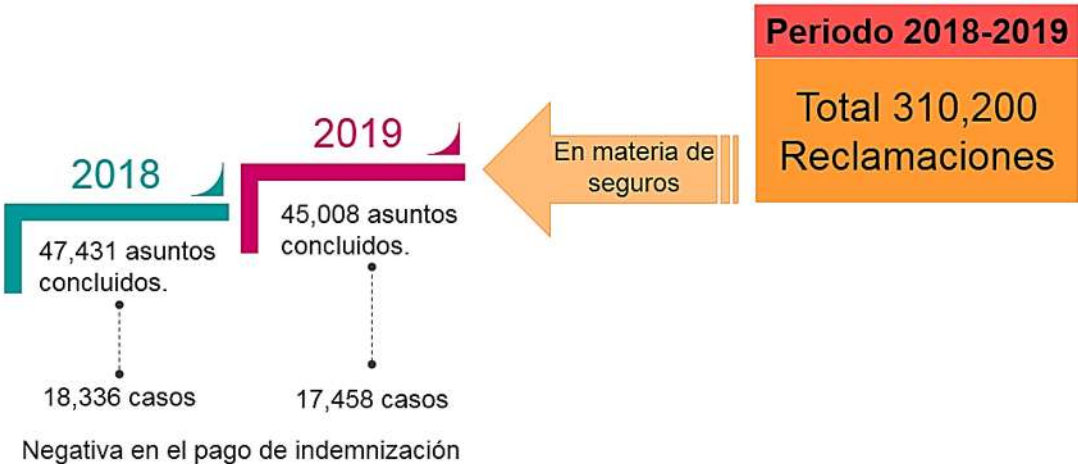 Periodo 2018-2019
Total 310,200
Reclamaciones
En materia de
seguros
2019
45,008 asuntos
concluidos.
17,458 casos
2018
47,431 asuntos
concluidos.
18,336 casos
Negativa en el pago de indemnización